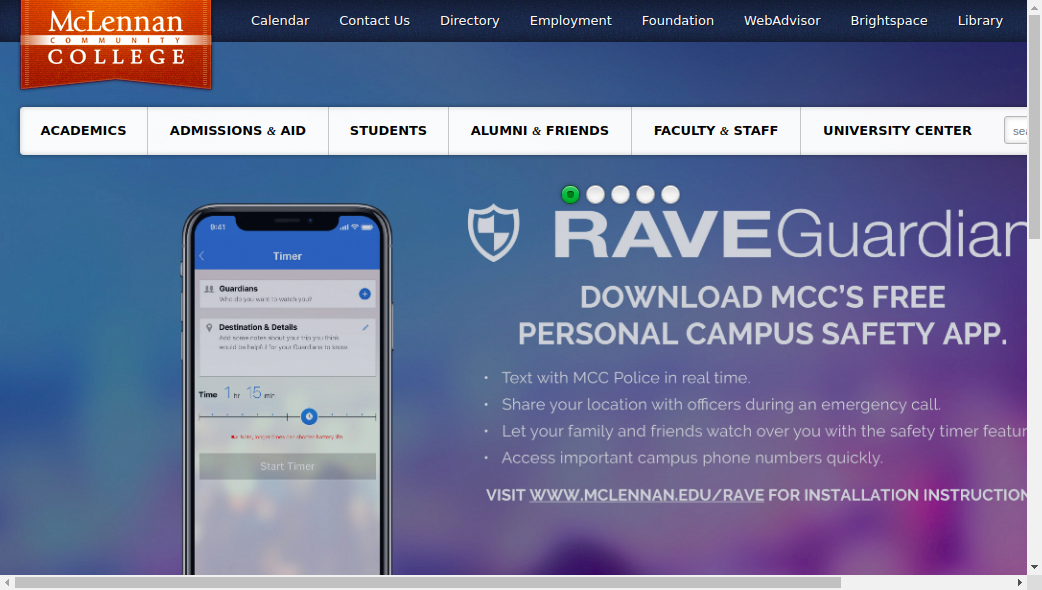 McLennan
COMMUNITY
COLLEGE
Calendar
Contact Us
Directory
Employment
Foundation
WebAdvisor
Brightspace
Library
ACADEMICS
ADMISSIONS & AID
STUDENTS
ALUMNI & FRIENDS
FACULTY & STAFF
UNIVERSITY CENTER
sea
9:41
Timer
Guardians
Who do you want to watch you?
Destination & Details
Add some notes about your trip you think
would be helpful for your Guardians to know
Time 1 hr 15 min
Start Timer
RAVE Guardian
DOWNLOAD MCC'S FREE
PERSONAL CAMPUS SAFETY APP.
• Text with MCC Police in real time.
• Share your location with officers during an emergency call.
• Let your family and friends watch over you with the safety timer featur
• Access important campus phone numbers quickly.
VISIT WWW.MCLENNAN.EDU/RAVE FOR INSTALLATION INSTRUCTION